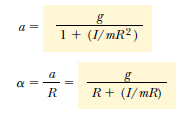 a = g / (1 + (I/mR²))
α = a/R = g / (R + (I/mR))